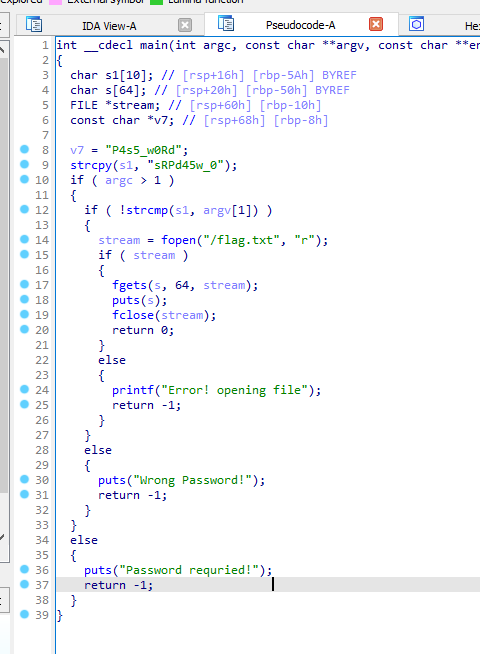 explored External symbol Lumina function
IDA View-A Pseudocode-A He
1 int __cdecl main(int argc, const char **argv, const char **en
2 {
3 char s1[10]; // [rsp+16h] [rbp-5Ah] BYREF
4 char s[64]; // [rsp+20h] [rbp-50h] BYREF
5 FILE *stream; // [rsp+60h] [rbp-10h]
6 const char *v7; // [rsp+68h] [rbp-8h]
7
8 v7 = "P4s5_w0Rd";
9 strcpy(s1, "sRPd45w_0");
10 if ( argc > 1 )
11 {
12 if ( !strcmp(s1, argv[1]) )
13 {
14 stream = fopen("/flag.txt", "r");
15 if ( stream )
16 {
17 fgets(s, 64, stream);
18 puts(s);
19 fclose(stream);
20 return 0;
21 }
22 else
23 {
24 printf("Error! opening file");
25 return -1;
26 }
27 }
28 else
29 {
30 puts("Wrong Password!");
31 return -1;
32 }
33 }
34 else
35 {
36 puts("Password requried!");
37 return -1;
38 }
39 }